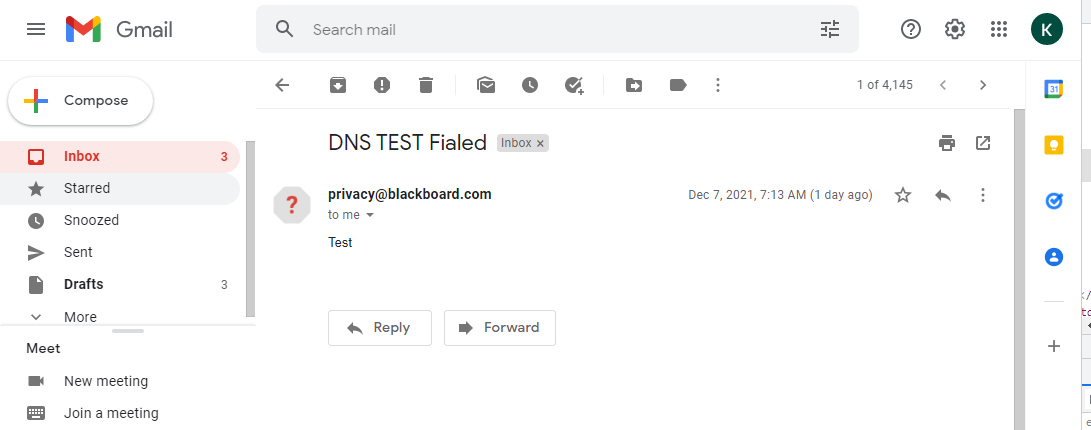 Gmail
Search mail
K
Compose
1 of 4,145
31
Inbox 3
Starred
Snoozed
Sent
Drafts 3
More
Meet
New meeting
Join a meeting
DNS TEST Fialed Inbox ×
?
privacy@blackboard.com Dec 7, 2021, 7:13 AM (1 day ago)
to me
Test
Reply Forward